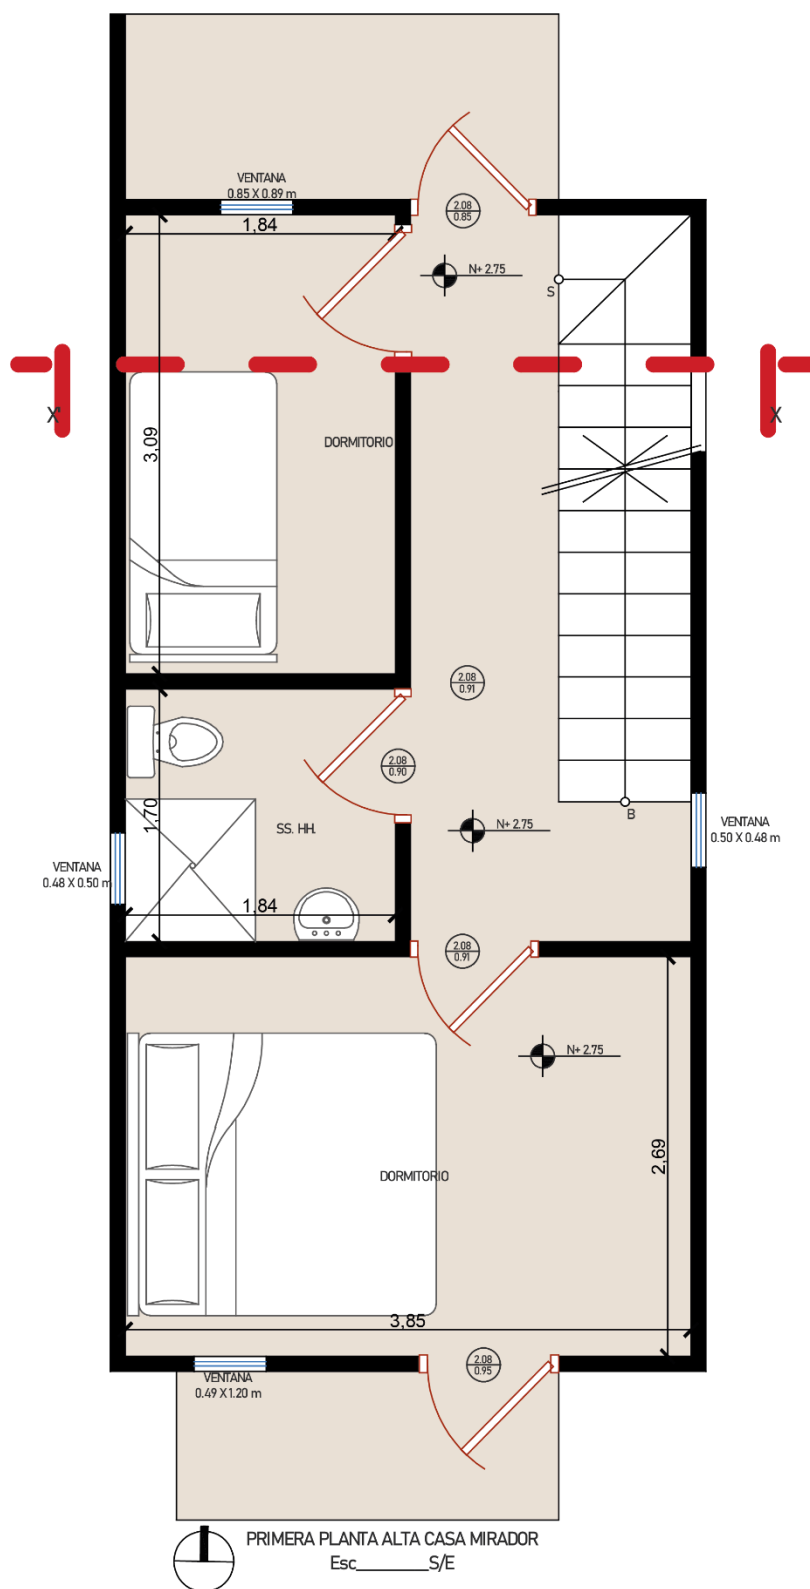 VENTANA
0.85 X 0.89 m
2.08
0.85
1,84
N+ 2.75
S
X'
X
DORMITORIO
3,09
2.08
0.91
2.08
0.90
1,70
SS. HH.
N+ 2.75
B
VENTANA
0.50 X 0.48 m
VENTANA
0.48 X 0.50 m
1,84
2.08
0.91
N+ 2.75
2,69
DORMITORIO
3,85
2.08
0.95
VENTANA
0.49 X 1.20 m
PRIMERA PLANTA ALTA CASA MIRADOR
Esc________S/E